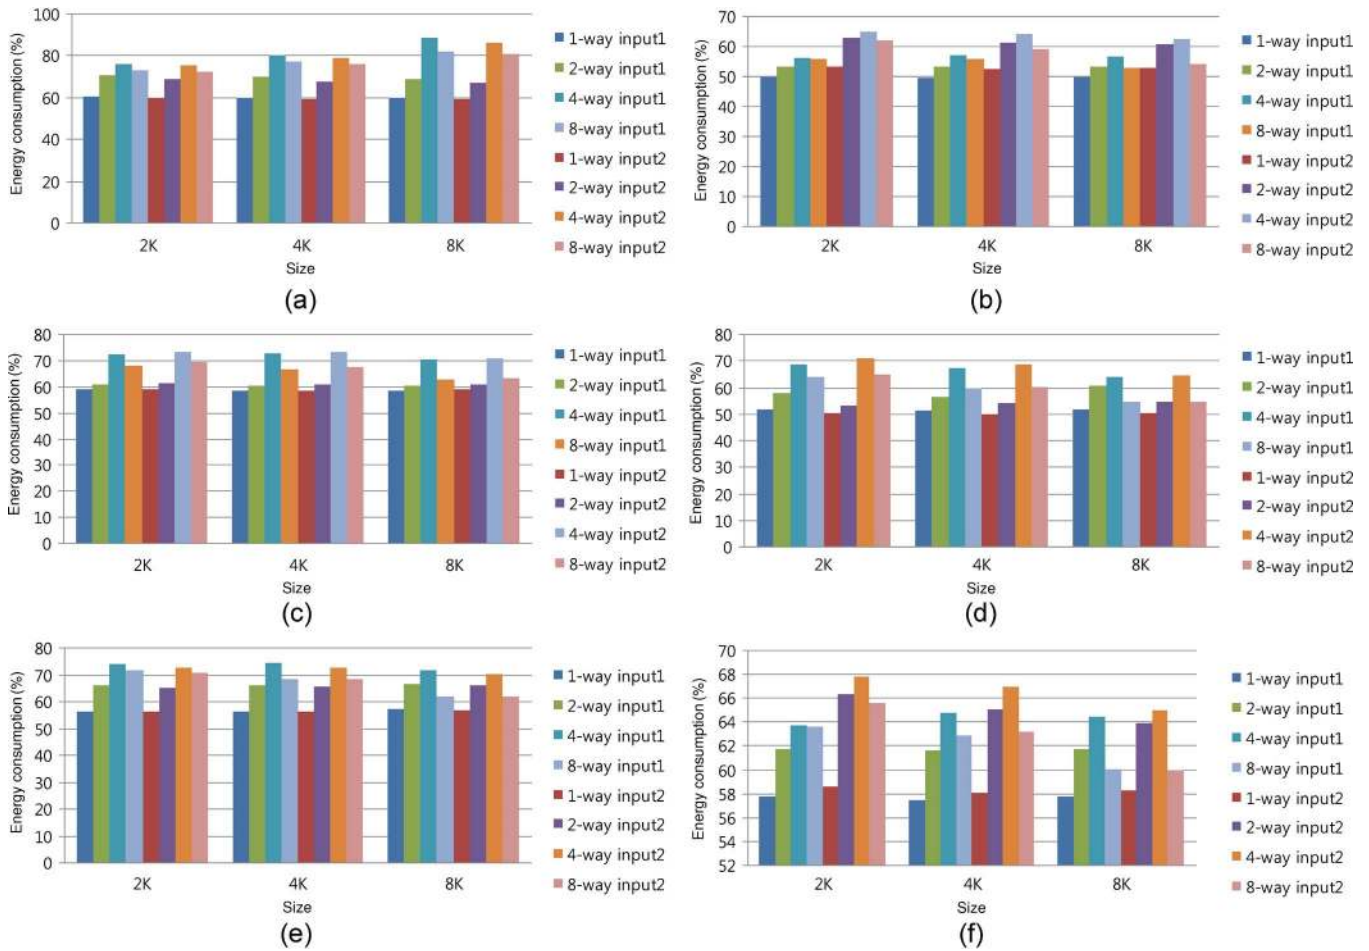 Energy consumption (%)
100
80
60
40
20
0
2K
4K
8K
Size
1-way input1
2-way input1
4-way input1
8-way input1
1-way input2
2-way input2
4-way input2
8-way input2
(a)
Energy consumption (%)
70
60
50
40
30
20
10
0
2K
4K
8K
Size
1-way input1
2-way input1
4-way input1
8-way input1
1-way input2
2-way input2
4-way input2
8-way input2
(b)
Energy consumption (%)
80
70
60
50
40
30
20
10
0
2K
4K
8K
Size
1-way input1
2-way input1
4-way input1
8-way input1
1-way input2
2-way input2
4-way input2
8-way input2
(c)
Energy consumption (%)
80
70
60
50
40
30
20
10
0
2K
4K
8K
Size
1-way input1
2-way input1
4-way input1
8-way input1
1-way input2
2-way input2
4-way input2
8-way input2
(d)
Energy consumption (%)
80
70
60
50
40
30
20
10
0
2K
4K
8K
Size
1-way input1
2-way input1
4-way input1
8-way input1
1-way input2
2-way input2
4-way input2
8-way input2
(e)
Energy consumption (%)
70
68
66
64
62
60
58
56
54
52
2K
4K
8K
Size
1-way input1
2-way input1
4-way input1
8-way input1
1-way input2
2-way input2
4-way input2
8-way input2
(f)